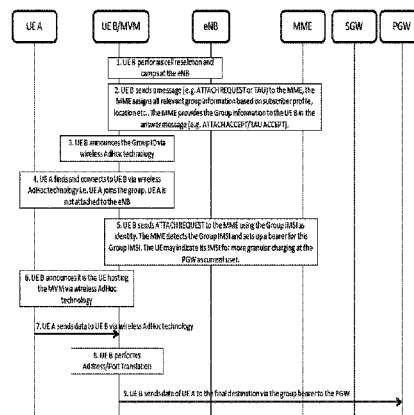 UE A
UE B/MVM
eNB
MME
SGW
PGW
1. UE B performs cell reselection and
camps at the eNB
2. UE B sends a message (e.g. ATTACH REQUEST or TAU) to the MME, the
MME assigns all relevant group information based on subscriber profile,
location etc.. The MME provides the Group information to the UE B in the
answer message (e.g. ATTACH ACCEPT/TAU ACCEPT).
3. UE B announces the Group ID via
wireless AdHoc technology
4. UE A finds and connects to UE B via wireless
AdHoc technology i.e. UE A joins the group. UE A is
not attached to the eNB
5. UE B sends ATTACH REQUEST to the MME using the Group IMSI as
identity. The MME detects the Group IMSI and sets up a bearer for this
Group IMSI. The UE may indicate its IMSI for more granular charging at the
PGW as current user.
6. UE B announces it is the UE hosting
the MVM via wireless AdHoc
technology
7. UE A sends data to UE B via wireless AdHoc technology
8. UE B performs
Address/Port Translation
9. UE B sends data of UE A to the final destination via the group bearer to the PGW